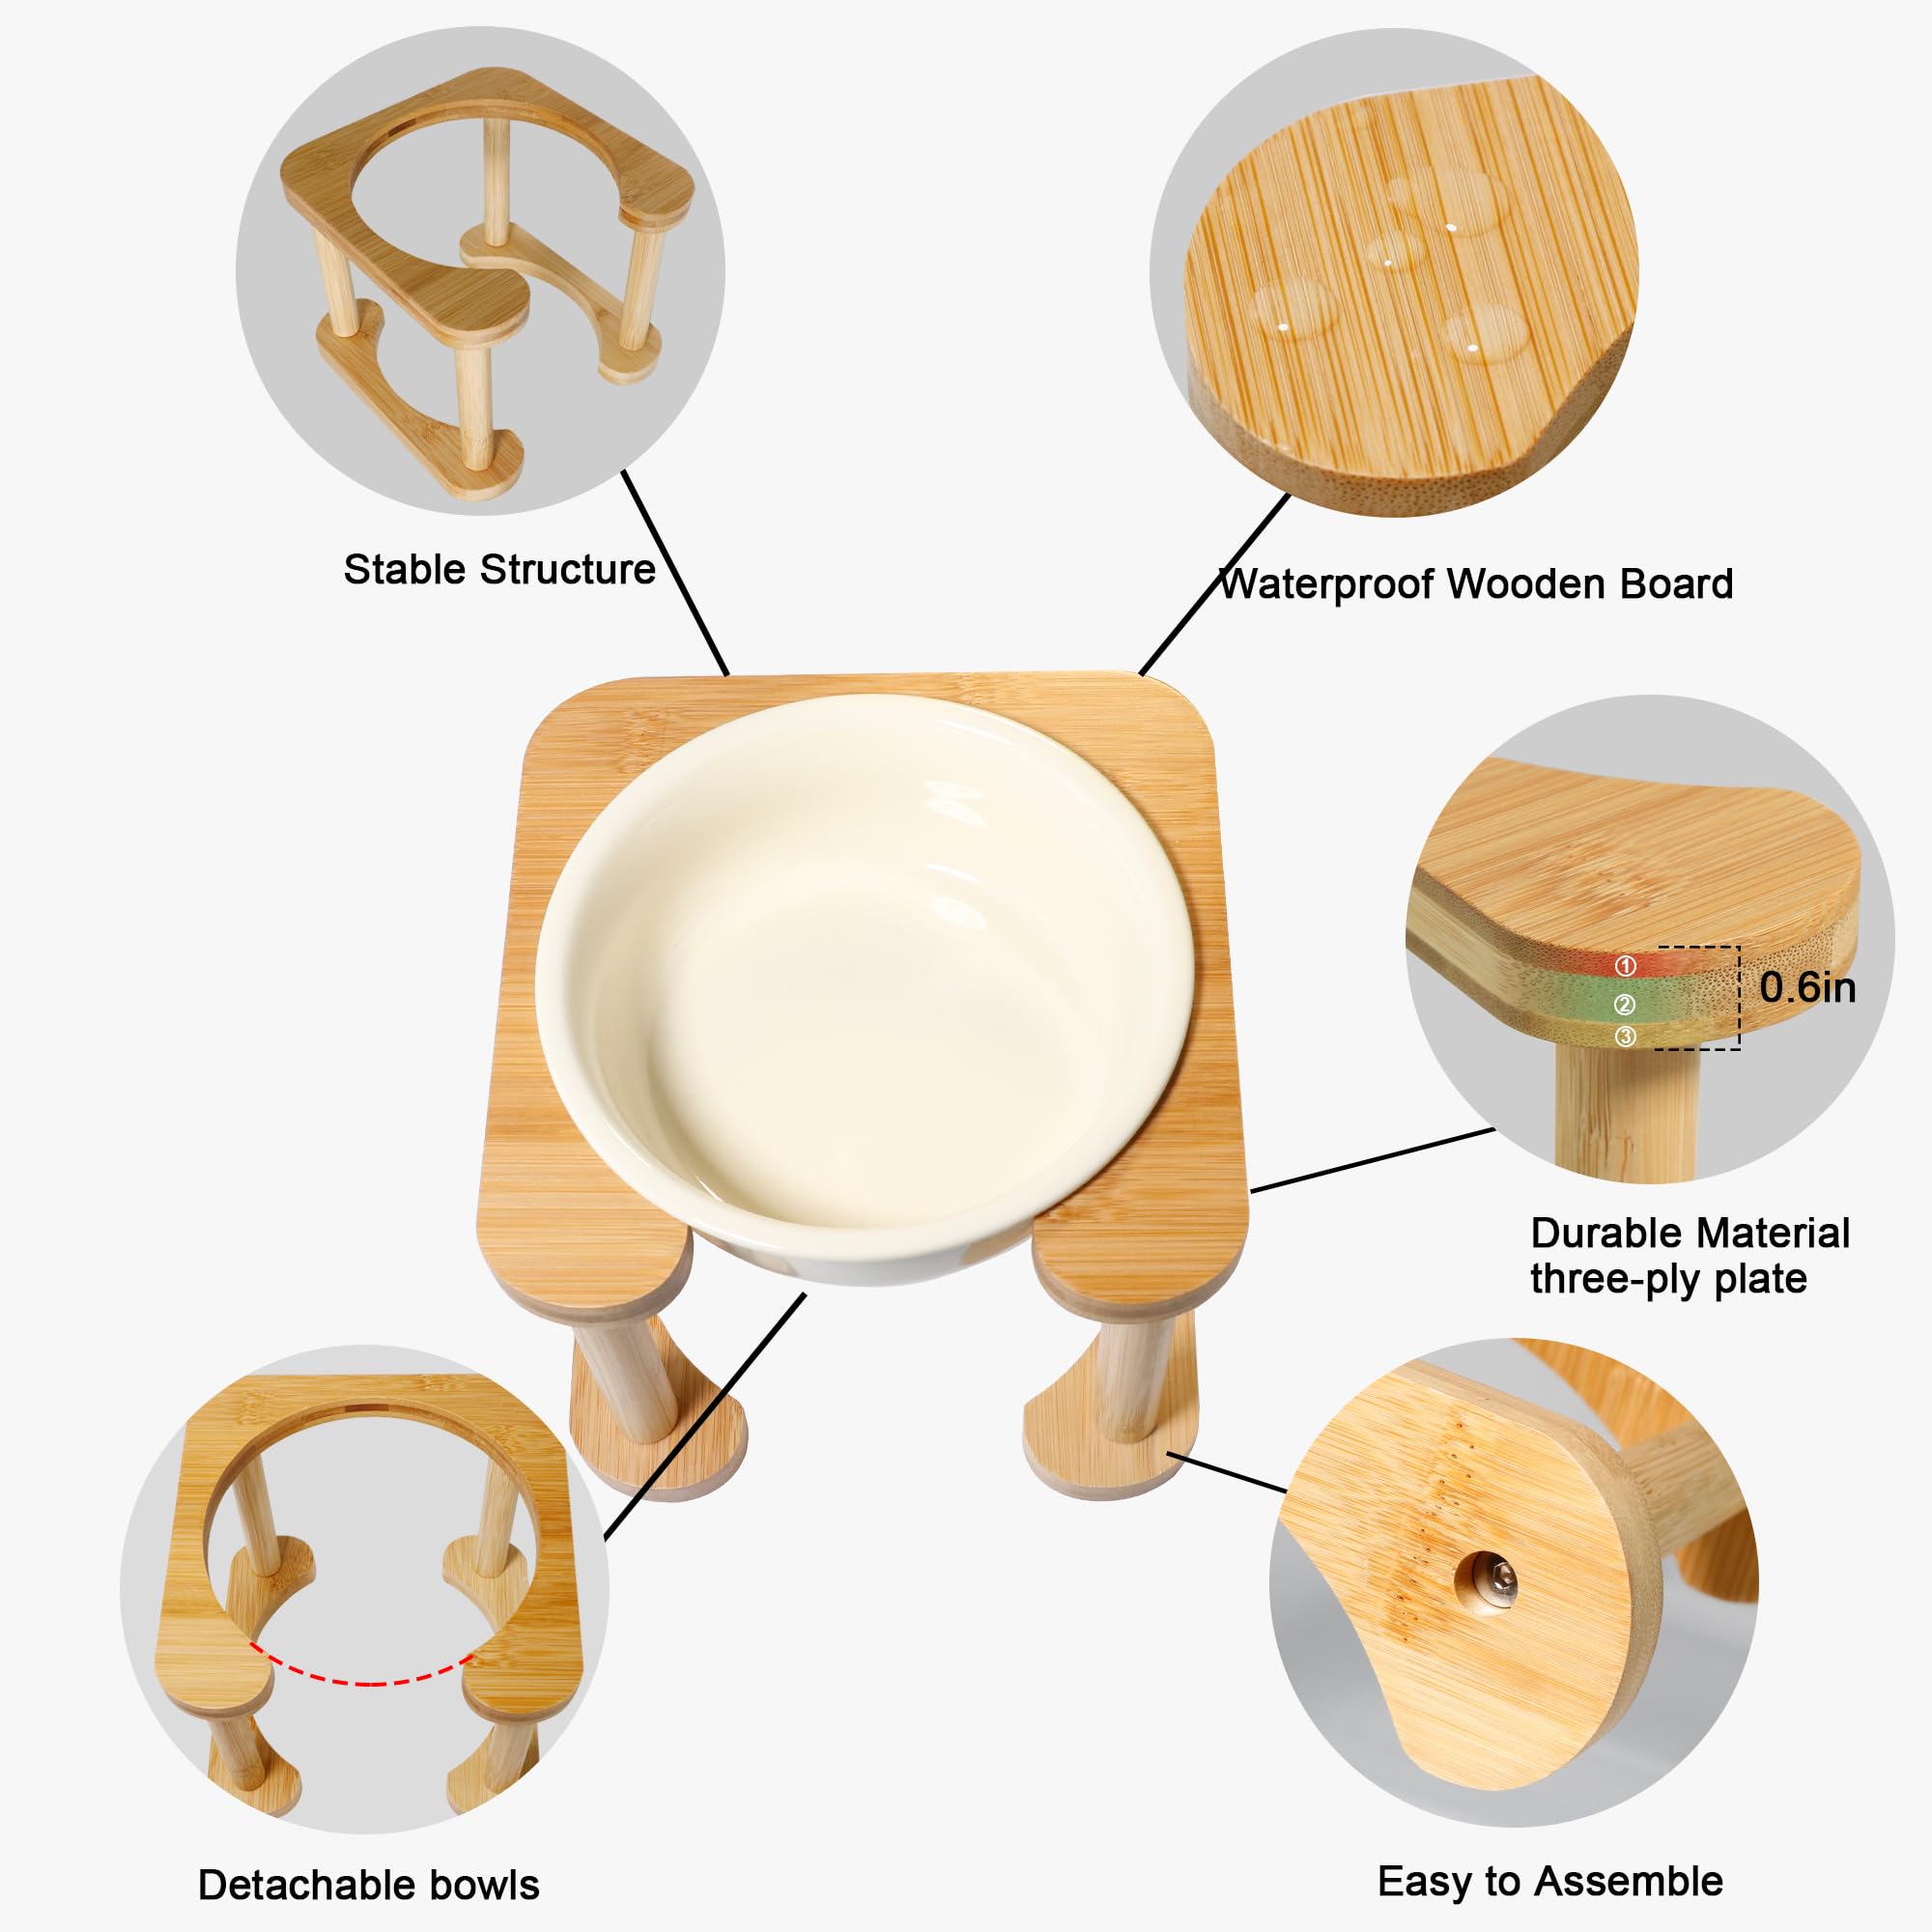 Stable Structure
Waterproof Wooden Board
①
②
③
0.6in
Durable Material
three-ply plate
Detachable bowls
Easy to Assemble